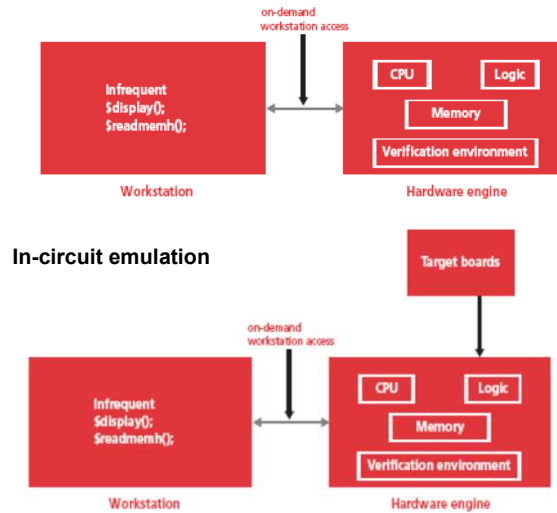 on-demand
workstation access
Infrequent
$display();
$readmemh();
CPU
Logic
Memory
Verification environment
Workstation
Hardware engine
In-circuit emulation
Target boards
on-demand
workstation access
Infrequent
$display();
$readmemh();
CPU
Logic
Memory
Verification environment
Workstation
Hardware engine